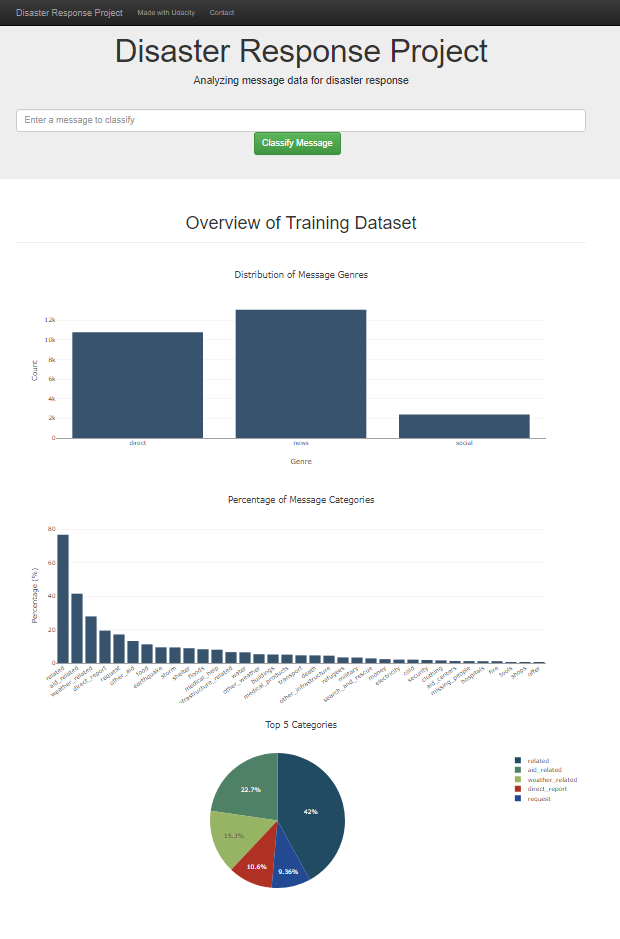 Disaster Response Project Made with Udacity Contact
Disaster Response Project
Analyzing message data for disaster response
Enter a message to classify
Classify Message
Overview of Training Dataset
Distribution of Message Genres
12k
10k
8k
6k
4k
2k
0
Count
direct news social
Genre
Percentage of Message Categories
80
60
40
20
0
Percentage (%)
related
aid_related
weather_related
direct_report
request
other_aid
food
earthquake
storm
shelter
floods
medical_help
infrastructure_related
water
other_weather
buildings
medical_products
transport
death
other_infrastructure
refugees
military
search_and_rescue
money
electricity
cold
security
clothing
aid_centers
missing_people
hospitals
fire
tools
shops
offer
Top 5 Categories
42%
22.7%
15.3%
10.6%
9.36%
related
aid_related
weather_related
direct_report
request